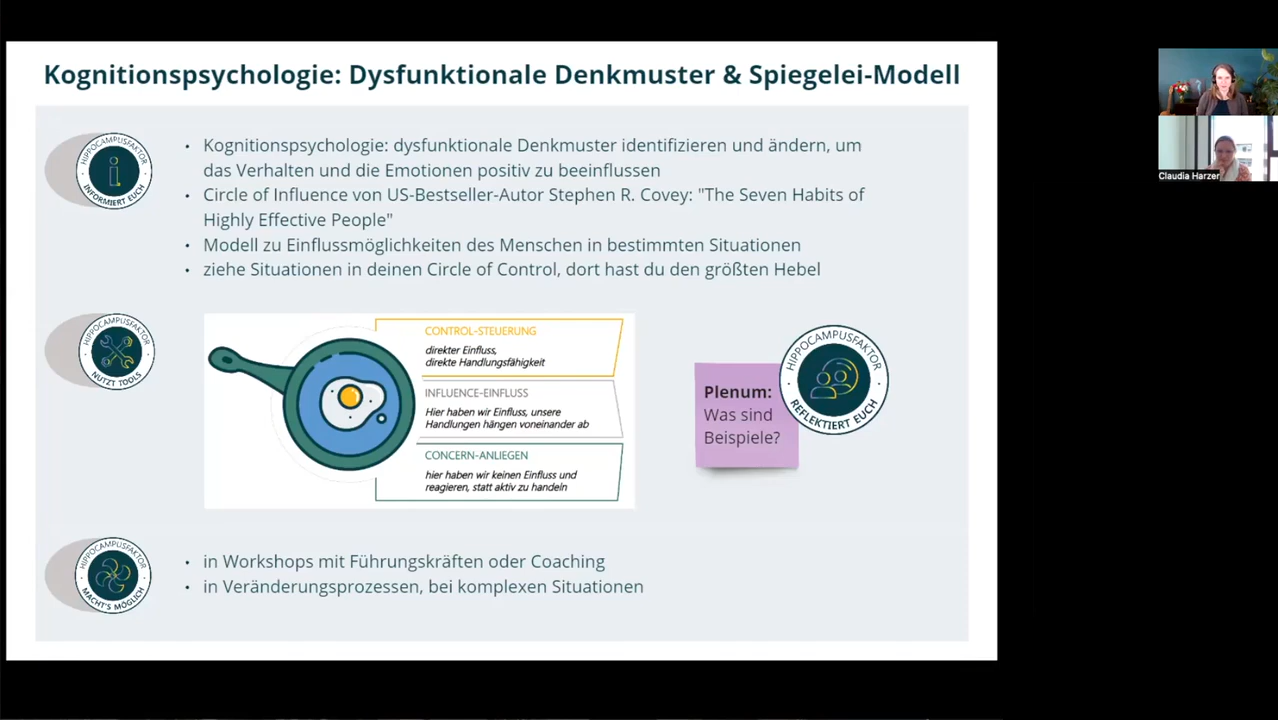 Kognitionspsychologie: Dysfunktionale Denkmuster & Spiegelei-Modell
HIPPOCAMPUSFAKTOR
INFORMIERT EUCH
• Kognitionspsychologie: dysfunktionale Denkmuster identifizieren und ändern, um
das Verhalten und die Emotionen positiv zu beeinflussen
• Circle of Influence von US-Bestseller-Autor Stephen R. Covey: "The Seven Habits of
Highly Effective People"
• Modell zu Einflussmöglichkeiten des Menschen in bestimmten Situationen
• ziehe Situationen in deinen Circle of Control, dort hast du den größten Hebel
HIPPOCAMPUSFAKTOR
NUTZT TOOLS
CONTROL-STEUERUNG
direkter Einfluss,
direkte Handlungsfähigkeit
INFLUENCE-EINFLUSS
Hier haben wir Einfluss, unsere
Handlungen hängen voneinander ab
CONCERN-ANLIEGEN
hier haben wir keinen Einfluss und
reagieren, statt aktiv zu handeln
Plenum:
Was sind
Beispiele?
HIPPOCAMPUSFAKTOR
REFLEKTIERT EUCH
HIPPOCAMPUSFAKTOR
MACHT'S MÖGLICH
• in Workshops mit Führungskräften oder Coaching
• in Veränderungsprozessen, bei komplexen Situationen
Claudia Harzer